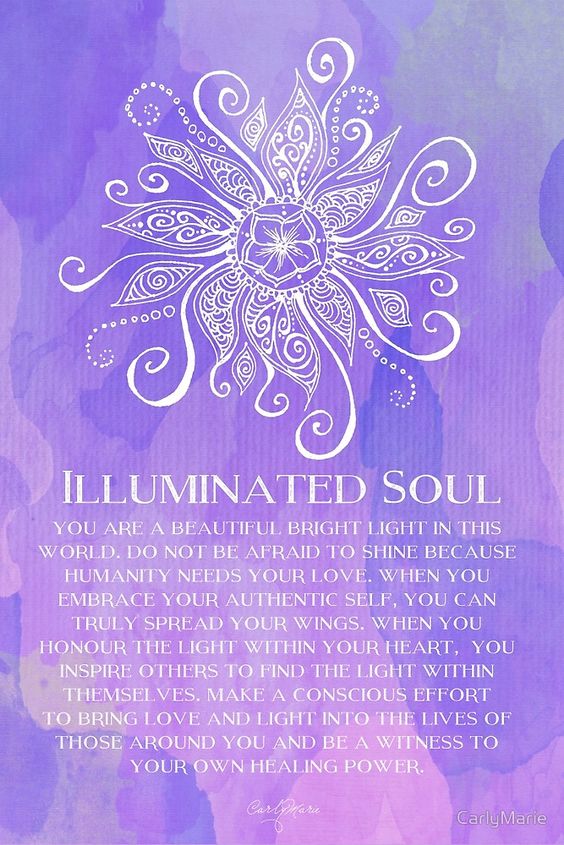 ILLUMINATED SOUL
YOU ARE A BEAUTIFUL BRIGHT LIGHT IN THIS
WORLD. DO NOT BE AFRAID TO SHINE BECAUSE
HUMANITY NEEDS YOUR LOVE. WHEN YOU
EMBRACE YOUR AUTHENTIC SELF, YOU CAN
TRULY SPREAD YOUR WINGS. WHEN YOU
HONOUR THE LIGHT WITHIN YOUR HEART, YOU
INSPIRE OTHERS TO FIND THE LIGHT WITHIN
THEMSELVES. MAKE A CONSCIOUS EFFORT
TO BRING LOVE AND LIGHT INTO THE LIVES OF
THOSE AROUND YOU AND BE A WITNESS TO
YOUR OWN HEALING POWER.
CarlyMarie
CarlyMarie